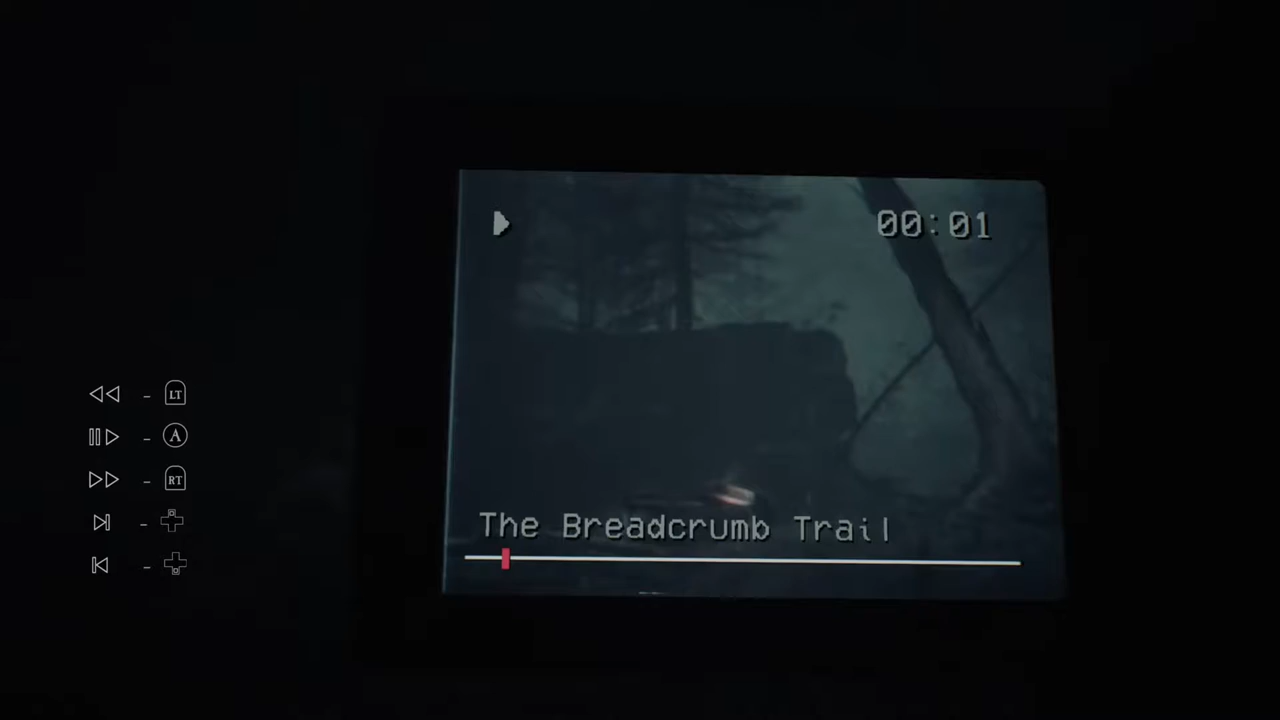 00:01
- LT
- A
- RT
-
-
The Breadcrumb Trail